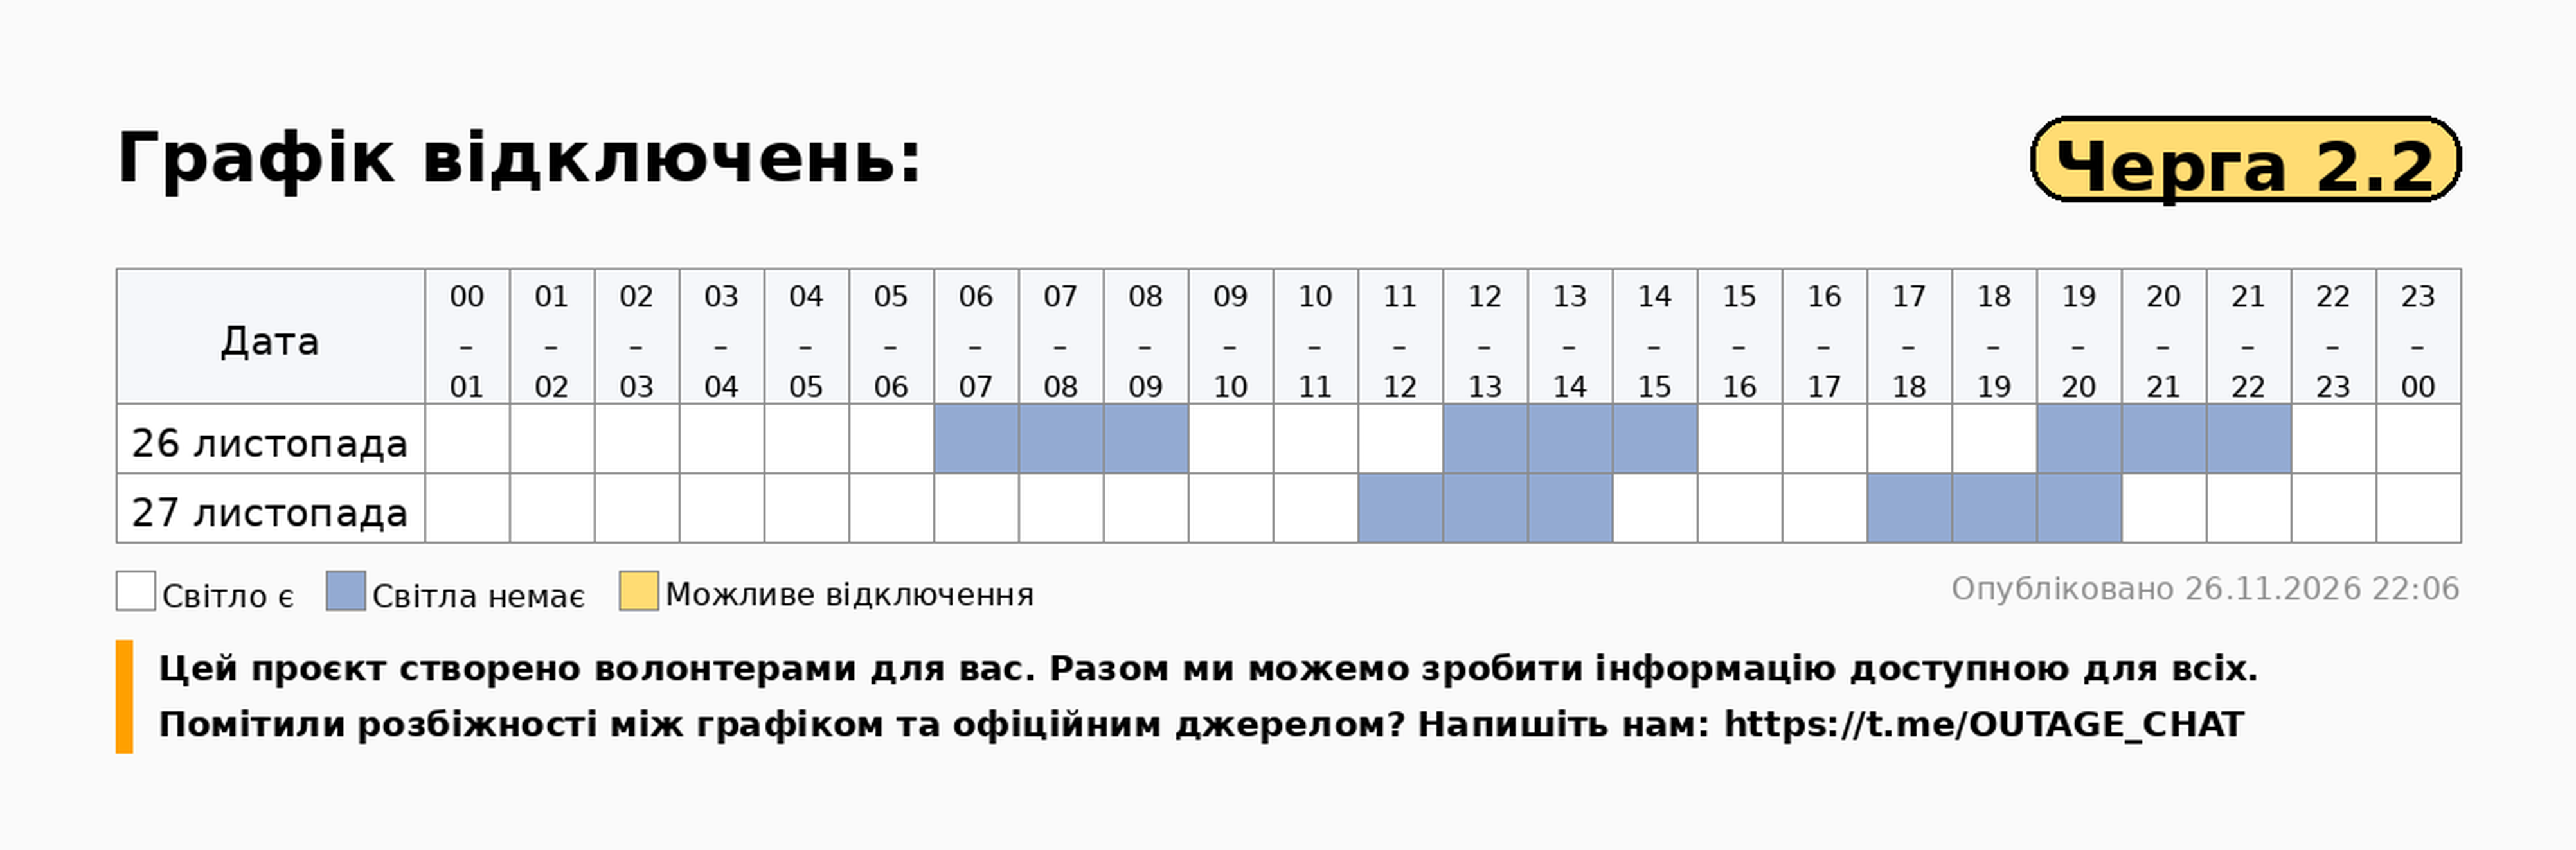 Графік відключень:
Черга 2.2
Дата 00 – 01 01 – 02 02 – 03 03 – 04 04 – 05 05 – 06 06 – 07 07 – 08 08 – 09 09 – 10 10 – 11 11 – 12 12 – 13 13 – 14 14 – 15 15 – 16 16 – 17 17 – 18 18 – 19 19 – 20 20 – 21 21 – 22 22 – 23 23 – 00
26 листопада
27 листопада
Світло є Світла немає Можливе відключення
Опубліковано 26.11.2026 22:06
Цей проєкт створено волонтерами для вас. Разом ми можемо зробити інформацію доступною для всіх.
Помітили розбіжності між графіком та офіційним джерелом? Напишіть нам: https://t.me/OUTAGE_CHAT